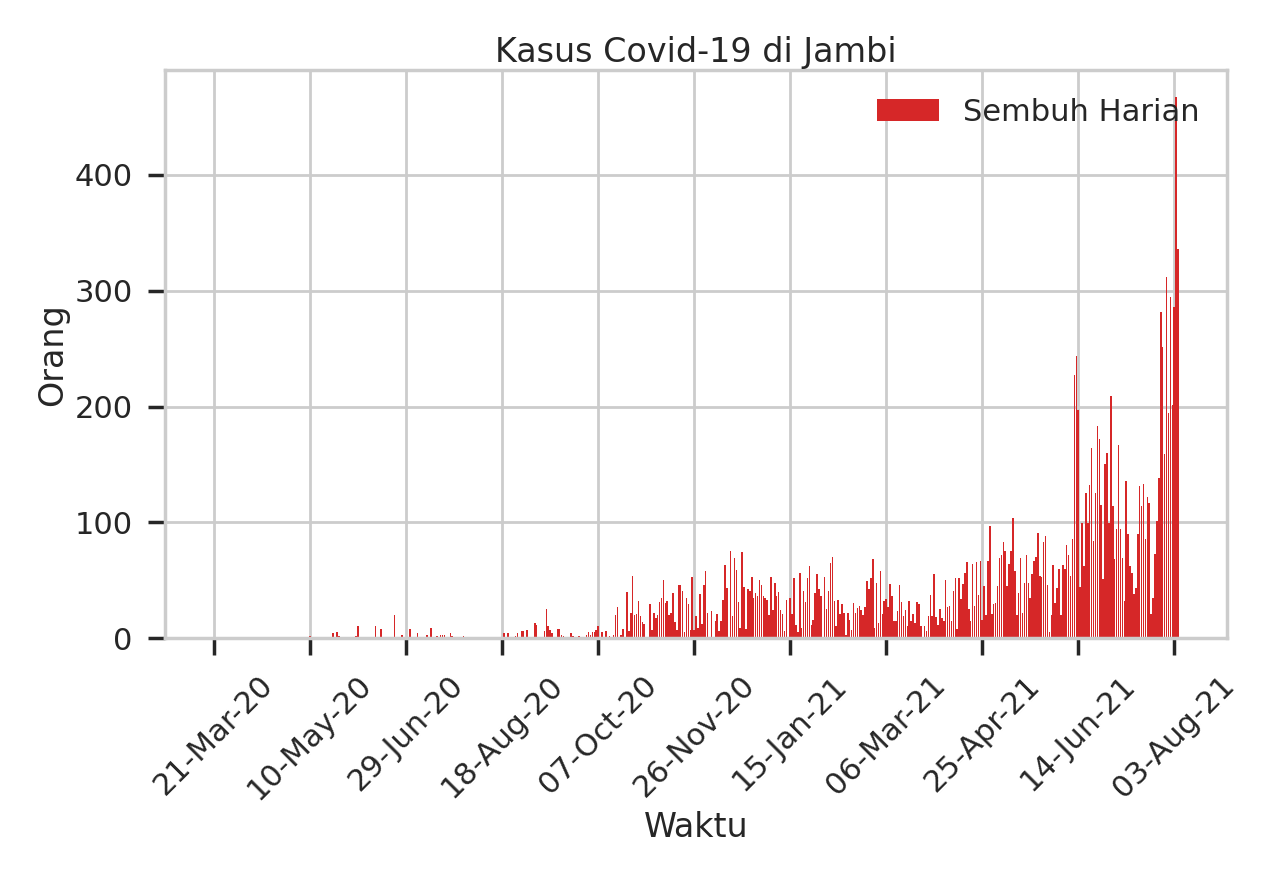 Kasus Covid-19 di Jambi
Sembuh Harian
Orang
400
300
200
100
0
21-Mar-20
10-May-20
29-Jun-20
18-Aug-20
07-Oct-20
26-Nov-20
15-Jan-21
06-Mar-21
25-Apr-21
14-Jun-21
03-Aug-21
Waktu